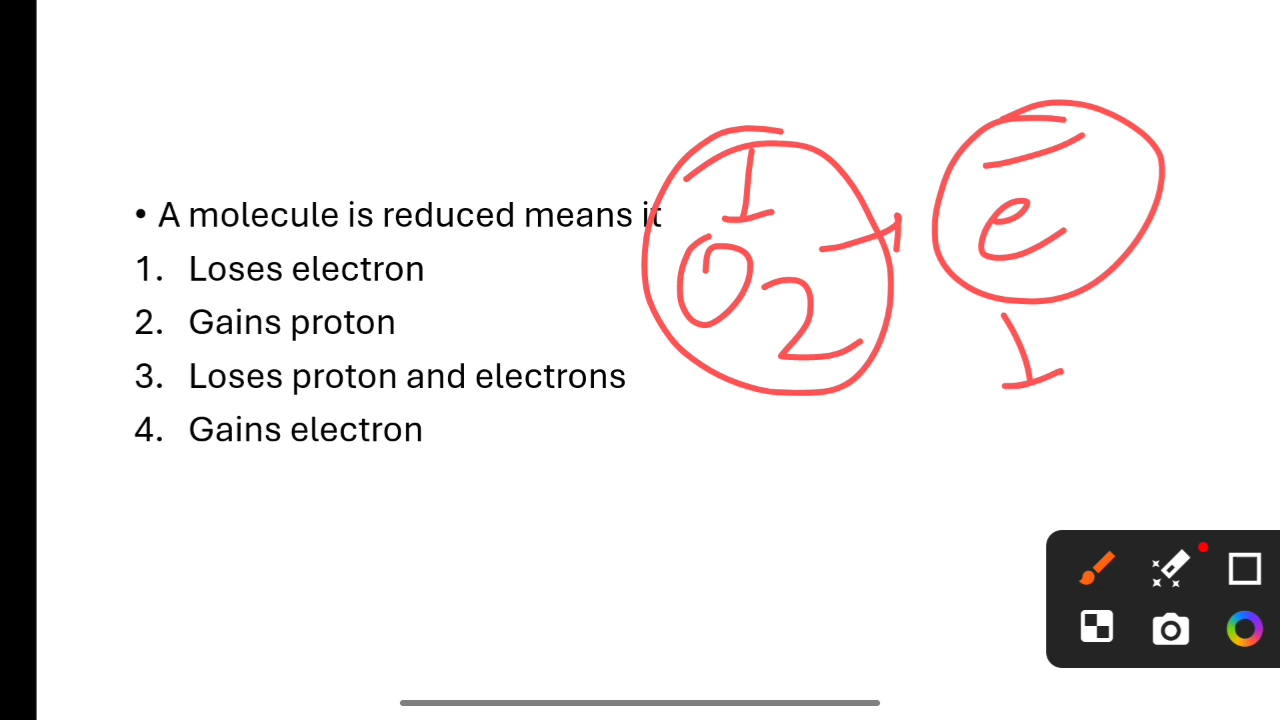 • A molecule is reduced means it
1. Loses electron
2. Gains proton
3. Loses proton and electrons
4. Gains electron
I
O2
e
I